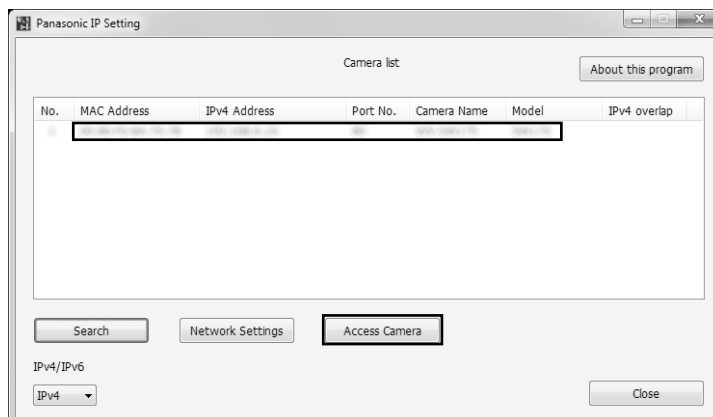 Panasonic IP Setting
Camera list
About this program
No. MAC Address IPv4 Address Port No. Camera Name Model IPv4 overlap
Search Network Settings Access Camera
IPv4/IPv6
IPv4 Close